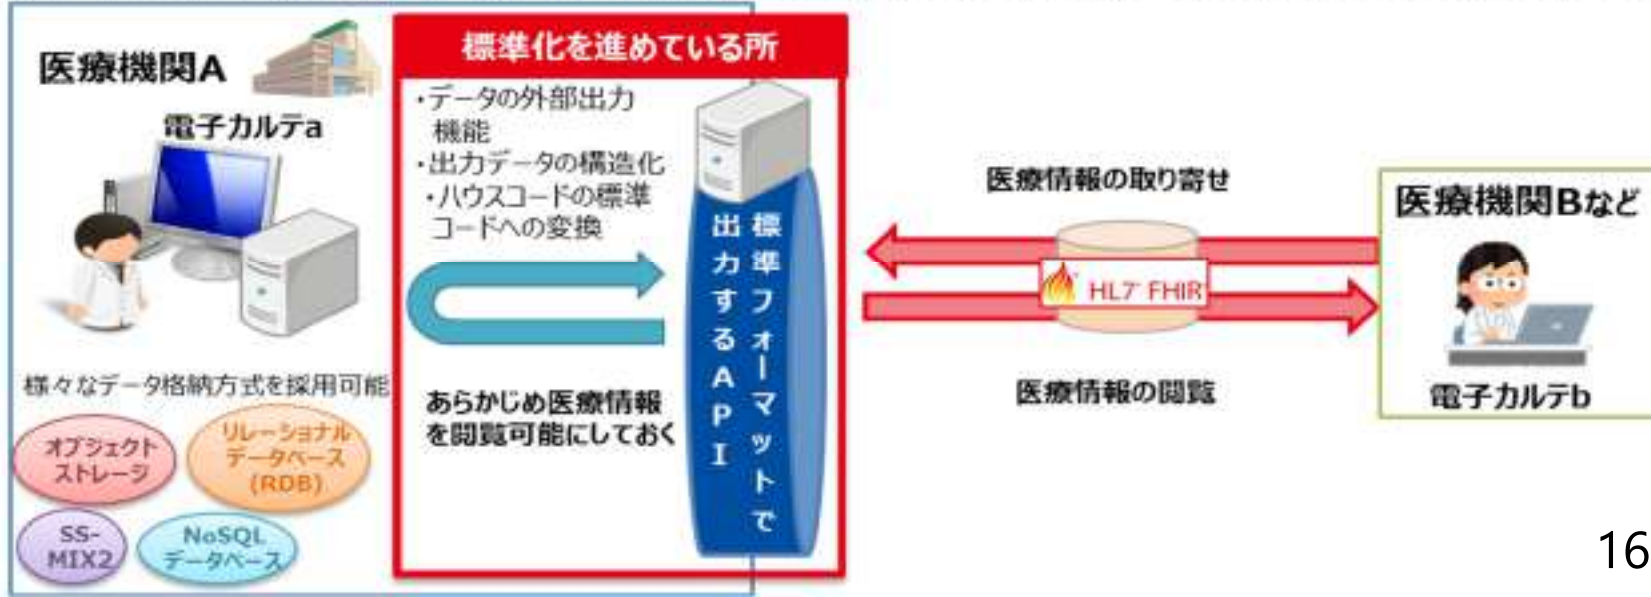 医療機関A
電子カルテa
様々なデータ格納方式を採用可能
オブジェクト
ストレージ
リレーショナル
データベース
(RDB)
SS-
MIX2
NoSQL
データベース
標準化を進めている所
・データの外部出力
機能
・出力データの構造化
・ハウスコードの標準
コードへの変換
あらかじめ医療情報
を閲覧可能にしておく
標準フォーマットで
出力するAPI
医療情報の取り寄せ
HL7 FHIR
医療情報の閲覧
医療機関Bなど
電子カルテb
16